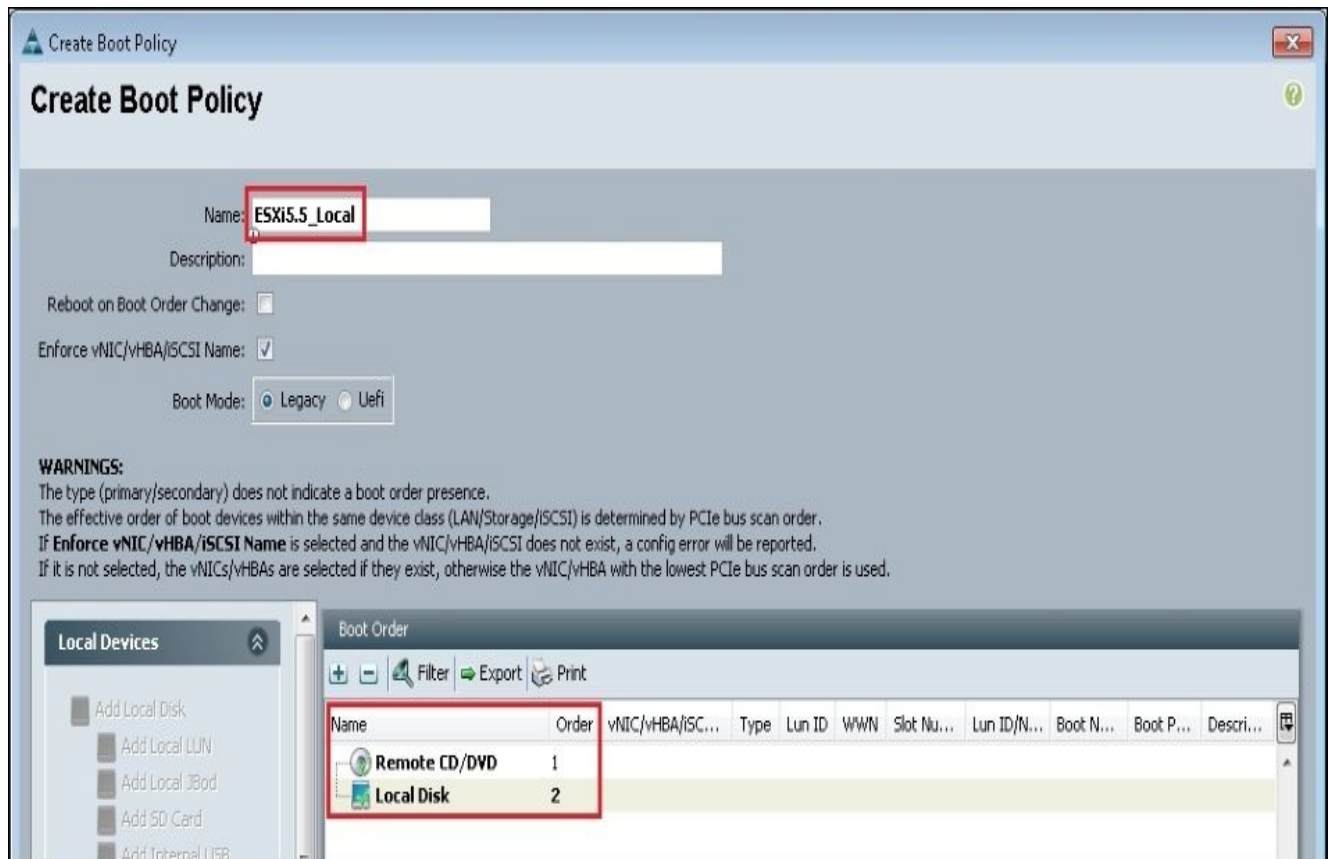 Create Boot Policy
Create Boot Policy
Name: ESXi5.5_Local
Description:
Reboot on Boot Order Change:
Enforce vNIC/vHBA/iSCSI Name:
Boot Mode: Legacy Uefi
WARNINGS:
The type (primary/secondary) does not indicate a boot order presence.
The effective order of boot devices within the same device class (LAN/Storage/iSCSI) is determined by PCIe bus scan order.
If Enforce vNIC/vHBA/iSCSI Name is selected and the vNIC/vHBA/iSCSI does not exist, a config error will be reported.
If it is not selected, the vNICs/vHBAs are selected if they exist, otherwise the vNIC/vHBA with the lowest PCIe bus scan order is used.
Local Devices
Add Local Disk
Add Local LUN
Add Local JBod
Add SD Card
Add Internal USB
Boot Order
Filter Export Print
Name Order vNIC/vHBA/iSC... Type Lun ID WWN Slot Nu... Lun ID/N... Boot N... Boot P... Descri...
Remote CD/DVD 1
Local Disk 2